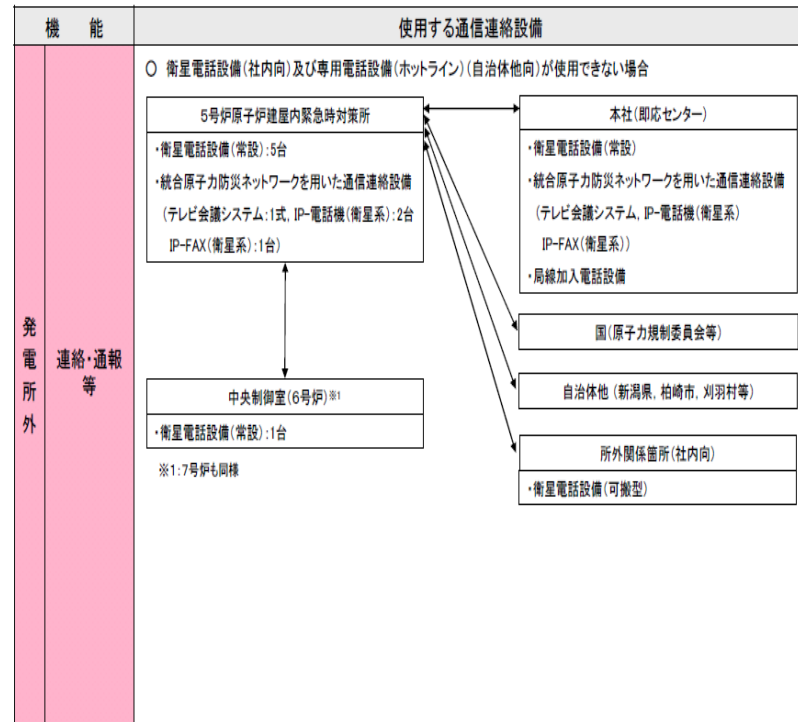 機　能
使用する通信連絡設備
発電所外
連絡・通報等
○ 衛星電話設備(社内向)及び専用電話設備(ホットライン)(自治体他向)が使用できない場合
5号炉原子炉建屋内緊急時対策所
・衛星電話設備(常設):5台
・統合原子力防災ネットワークを用いた通信連絡設備
(テレビ会議システム:1式, IP-電話機(衛星系):2台
IP-FAX(衛星系):1台)
本社(即応センター)
・衛星電話設備(常設)
・統合原子力防災ネットワークを用いた通信連絡設備
(テレビ会議システム, IP-電話機(衛星系)
IP-FAX(衛星系))
・局線加入電話設備
国(原子力規制委員会等)
自治体他 (新潟県, 柏崎市, 刈羽村等)
中央制御室(6号炉)※1
・衛星電話設備(常設):1台
※1:7号炉も同様
所外関係箇所(社内向)
・衛星電話設備(可搬型)